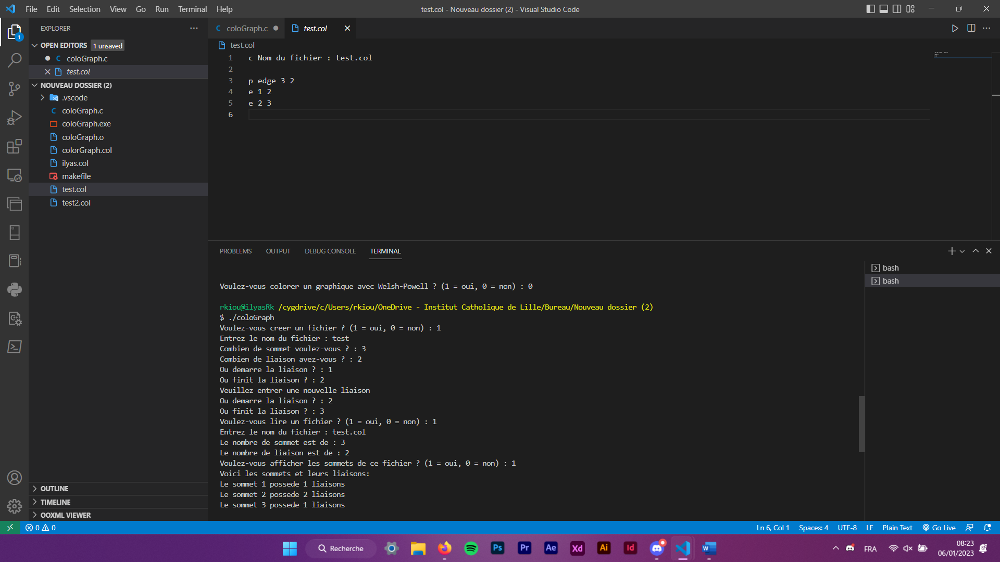 File Edit Selection View Go Run Terminal Help
test.col - Nouveau dossier (2) - Visual Studio Code
EXPLORER
OPEN EDITORS 1 unsaved
coloGraph.c
test.col
NOUVEAU DOSSIER (2)
.vscode
coloGraph.c
coloGraph.exe
coloGraph.o
colorGraph.col
ilyas.col
makefile
test.col
test2.col
OUTLINE
TIMELINE
OOXML VIEWER
1
coloGraph.c
test.col
test.col
1 c Nom du fichier : test.col
2
3 p edge 3 2
4 e 1 2
5 e 2 3
6
PROBLEMS OUTPUT DEBUG CONSOLE TERMINAL
Voulez-vous colorer un graphique avec Welsh-Powell ? (1 = oui, 0 = non) : 0
rkiou@ilyasRk /cygdrive/c/Users/rkiou/OneDrive - Institut Catholique de Lille/Bureau/Nouveau dossier (2)
$ ./coloGraph
Voulez-vous creer un fichier ? (1 = oui, 0 = non) : 1
Entrez le nom du fichier : test
Combien de sommet voulez-vous ? : 3
Combien de liaison avez-vous ? : 2
Ou demarre la liaison ? : 1
Ou finit la liaison ? : 2
Veuillez entrer une nouvelle liaison
Ou demarre la liaison ? : 2
Ou finit la liaison ? : 3
Voulez-vous lire un fichier ? (1 = oui, 0 = non) : 1
Entrez le nom du fichier : test.col
Le nombre de sommet est de : 3
Le nombre de liaison est de : 2
Voulez-vous afficher les sommets de ce fichier ? (1 = oui, 0 = non) : 1
Voici les sommets et leurs liaisons:
Le sommet 1 possede 1 liaisons
Le sommet 2 possede 2 liaisons
Le sommet 3 possede 1 liaisons
bash
bash
0 0
Ln 6, Col 1 Spaces: 4 UTF-8 LF Plain Text Go Live
Recherche
Ps Pr Ae Xd Ai Id
FRA
08:23
06/01/2023